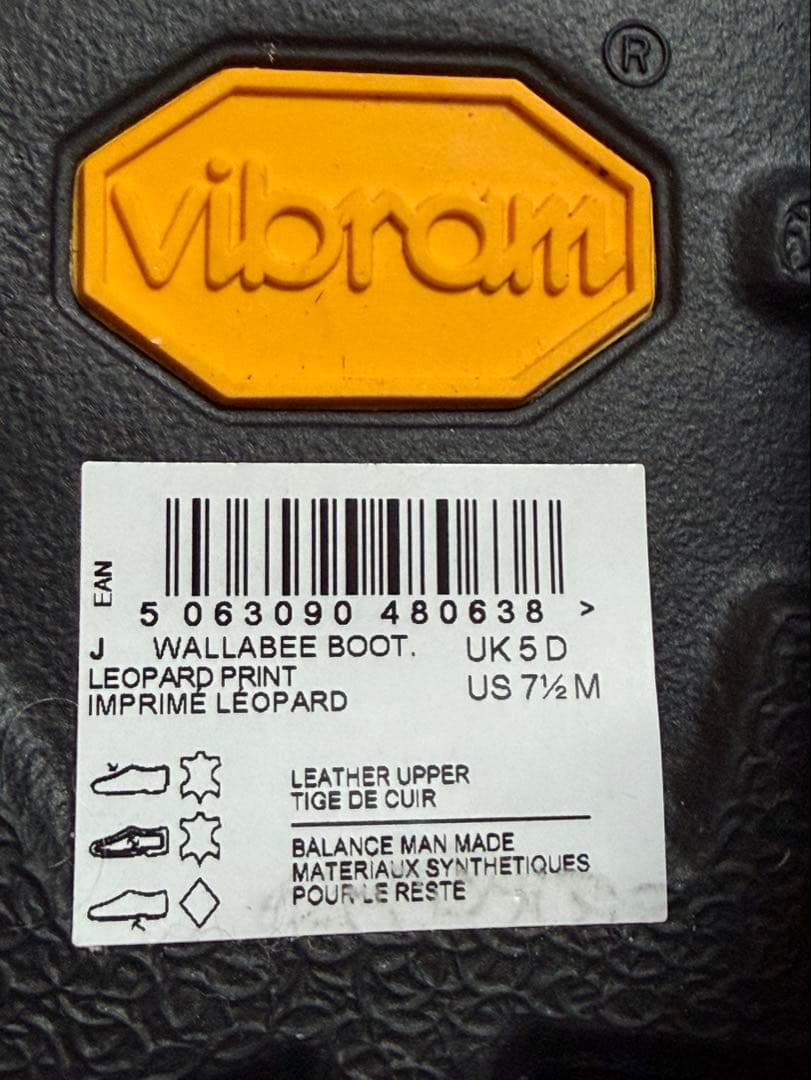 ®
vibram
EAN
5 063090 480638 >
J WALLABEE BOOT. UK 5 D
LEOPARD PRINT US 7½ M
IMPRIMÉ LÉOPARD
LEATHER UPPER
TIGE DE CUIR
BALANCE MAN MADE
MATERIAUX SYNTHETIQUES
POUR LE RESTE